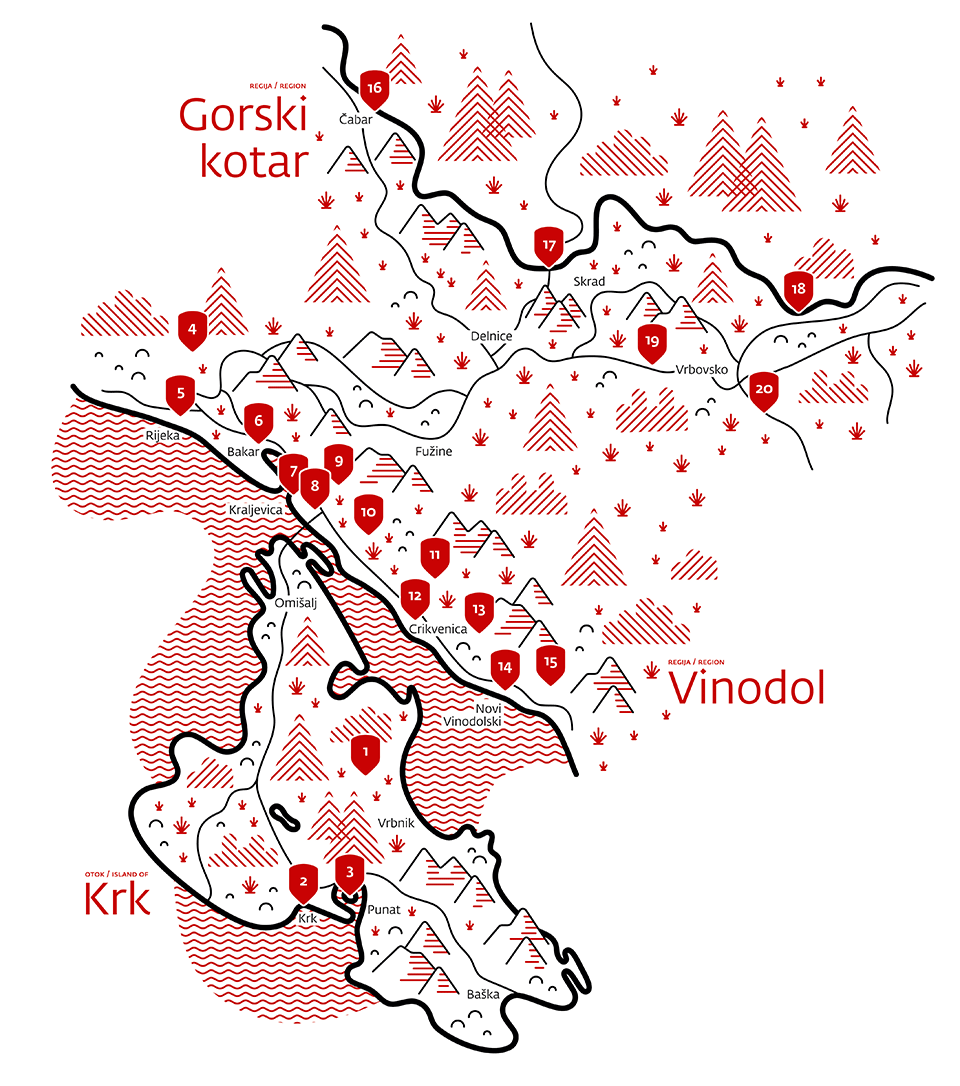 16
REGIJA / REGION
Gorski
kotar
Čabar
17
Skrad
18
4
Delnice
19
Vrbovsko
20
5
6
Rijeka
Bakar
Fužine
7
8
9
10
Kraljevica
11
12
13
Omišalj
Crikvenica
14
15
REGIJA / REGION
Vinodol
Novi
Vinodolski
1
Vrbnik
OTOK / ISLAND OF
Krk
2
3
Krk
Punat
Baška